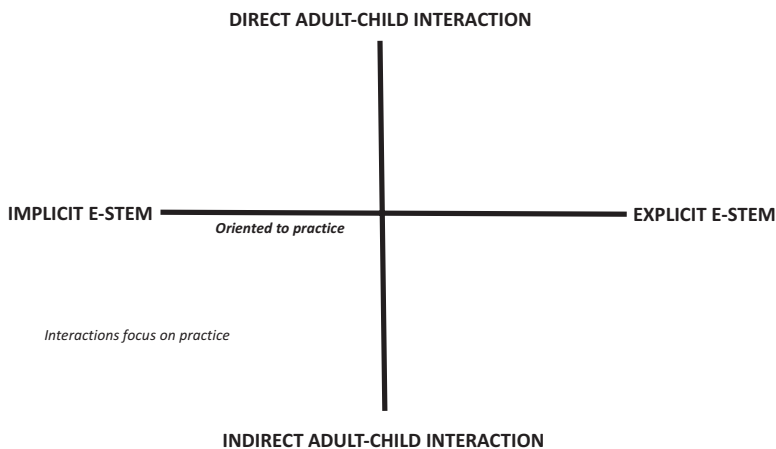 DIRECT ADULT-CHILD INTERACTION
IMPLICIT E-STEM
EXPLICIT E-STEM
Oriented to practice
Interactions focus on practice
INDIRECT ADULT-CHILD INTERACTION